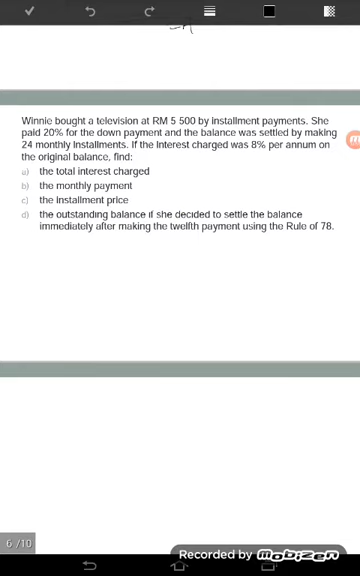 Winnie bought a television at RM 5 500 by installment payments. She
paid 20% for the down payment and the balance was settled by making
24 monthly installments. If the interest charged was 8% per annum on
the original balance, find:
a) the total interest charged
b) the monthly payment
c) the installment price
d) the outstanding balance if she decided to settle the balance
immediately after making the twelfth payment using the Rule of 78.
6 /10
Recorded by mobizen